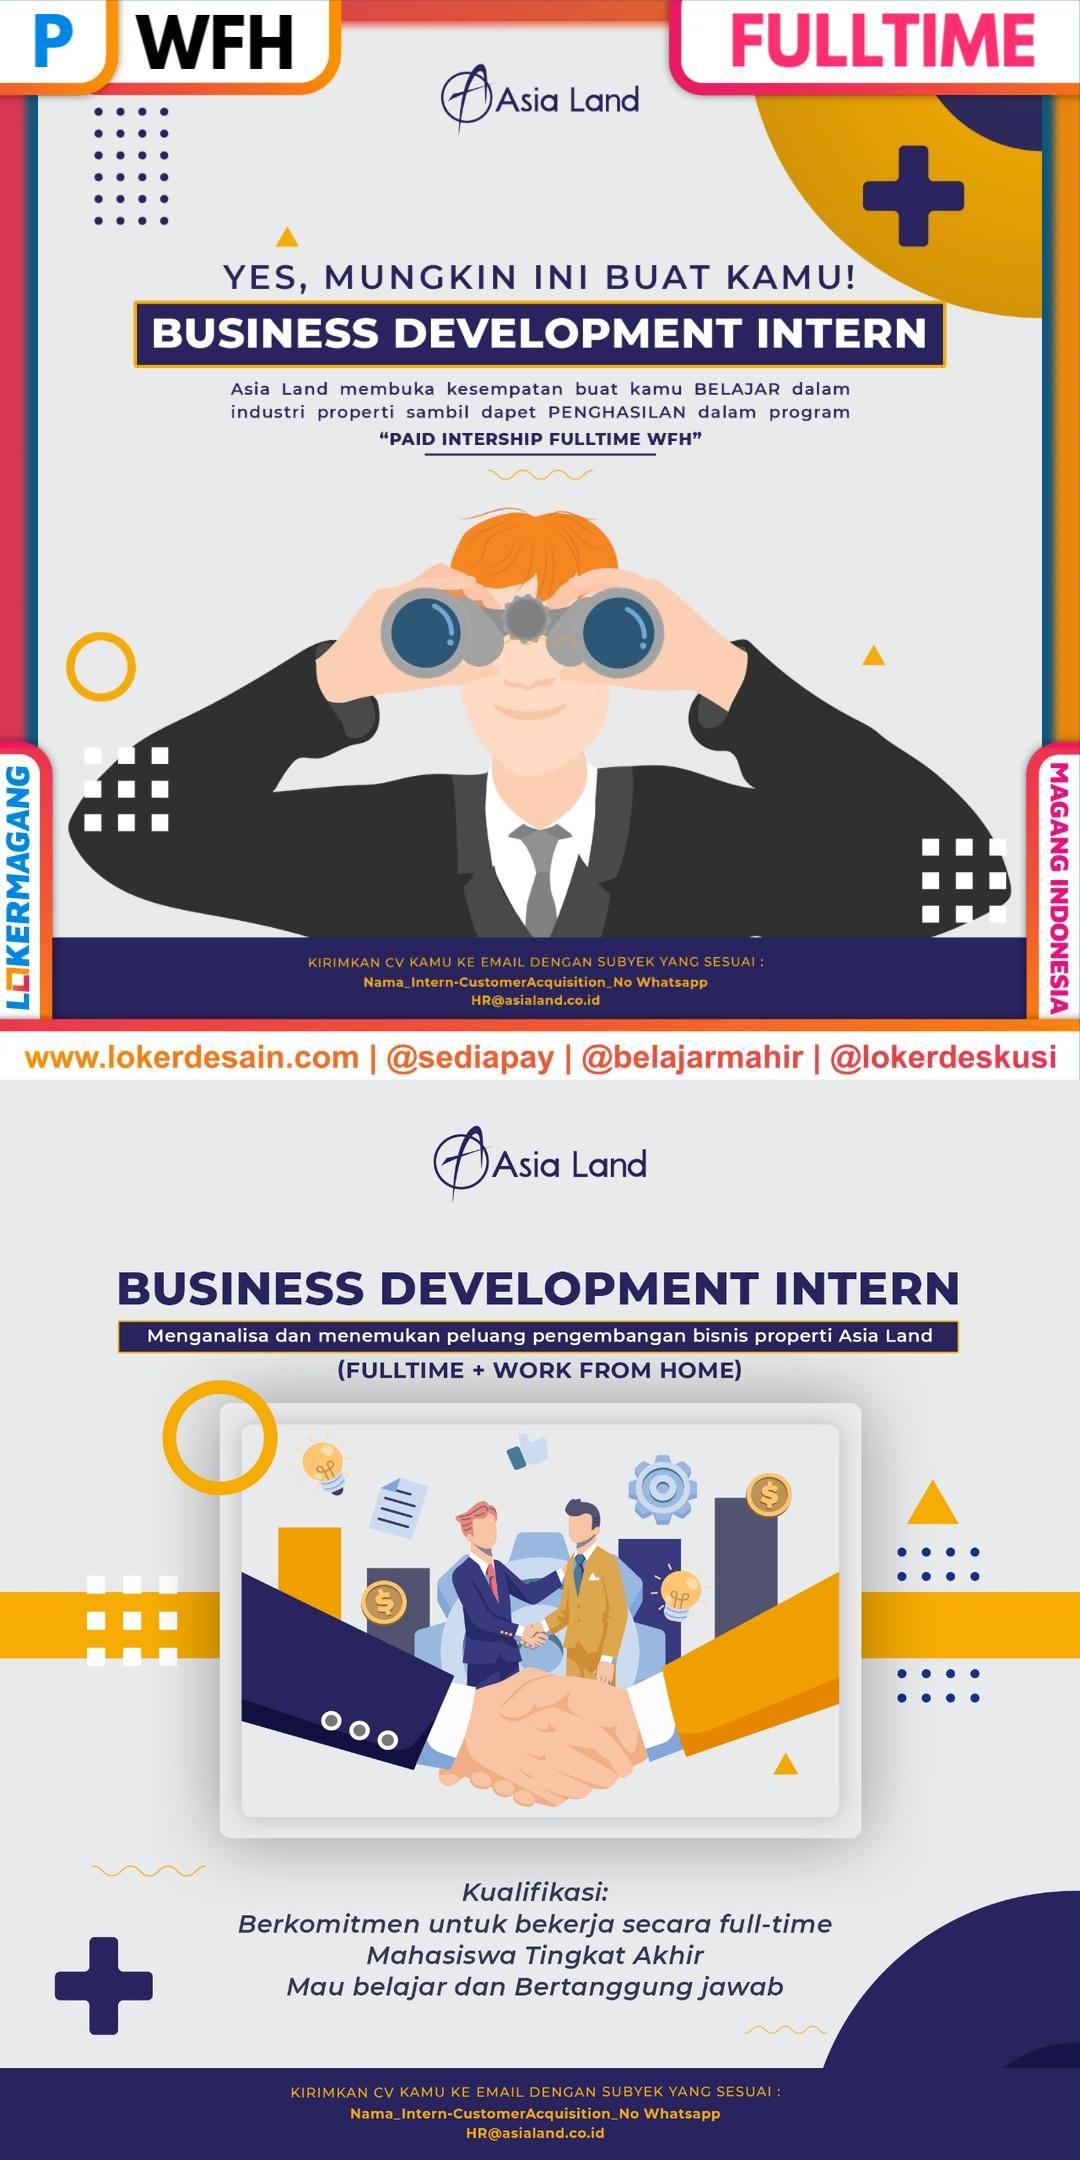 P
WFH
FULLTIME
Asia Land
YES, MUNGKIN INI BUAT KAMU!
BUSINESS DEVELOPMENT INTERN
Asia Land membuka kesempatan buat kamu BELAJAR dalam
industri properti sambil dapet PENGHASILAN dalam program
“PAID INTERSHIP FULLTIME WFH”
LOKERMAGANG
MAGANG INDONESIA
KIRIMKAN CV KAMU KE EMAIL DENGAN SUBYEK YANG SESUAI :
Nama_Intern-CustomerAcquisition_No Whatsapp
HR@asialand.co.id
www.lokerdesain.com | @sediapay | @belajarmahir | @lokerdeskusi
Asia Land
BUSINESS DEVELOPMENT INTERN
Menganalisa dan menemukan peluang pengembangan bisnis properti Asia Land
(FULLTIME + WORK FROM HOME)
$
$
Kualifikasi:
Berkomitmen untuk bekerja secara full-time
Mahasiswa Tingkat Akhir
Mau belajar dan Bertanggung jawab
KIRIMKAN CV KAMU KE EMAIL DENGAN SUBYEK YANG SESUAI :
Nama_Intern-CustomerAcquisition_No Whatsapp
HR@asialand.co.id